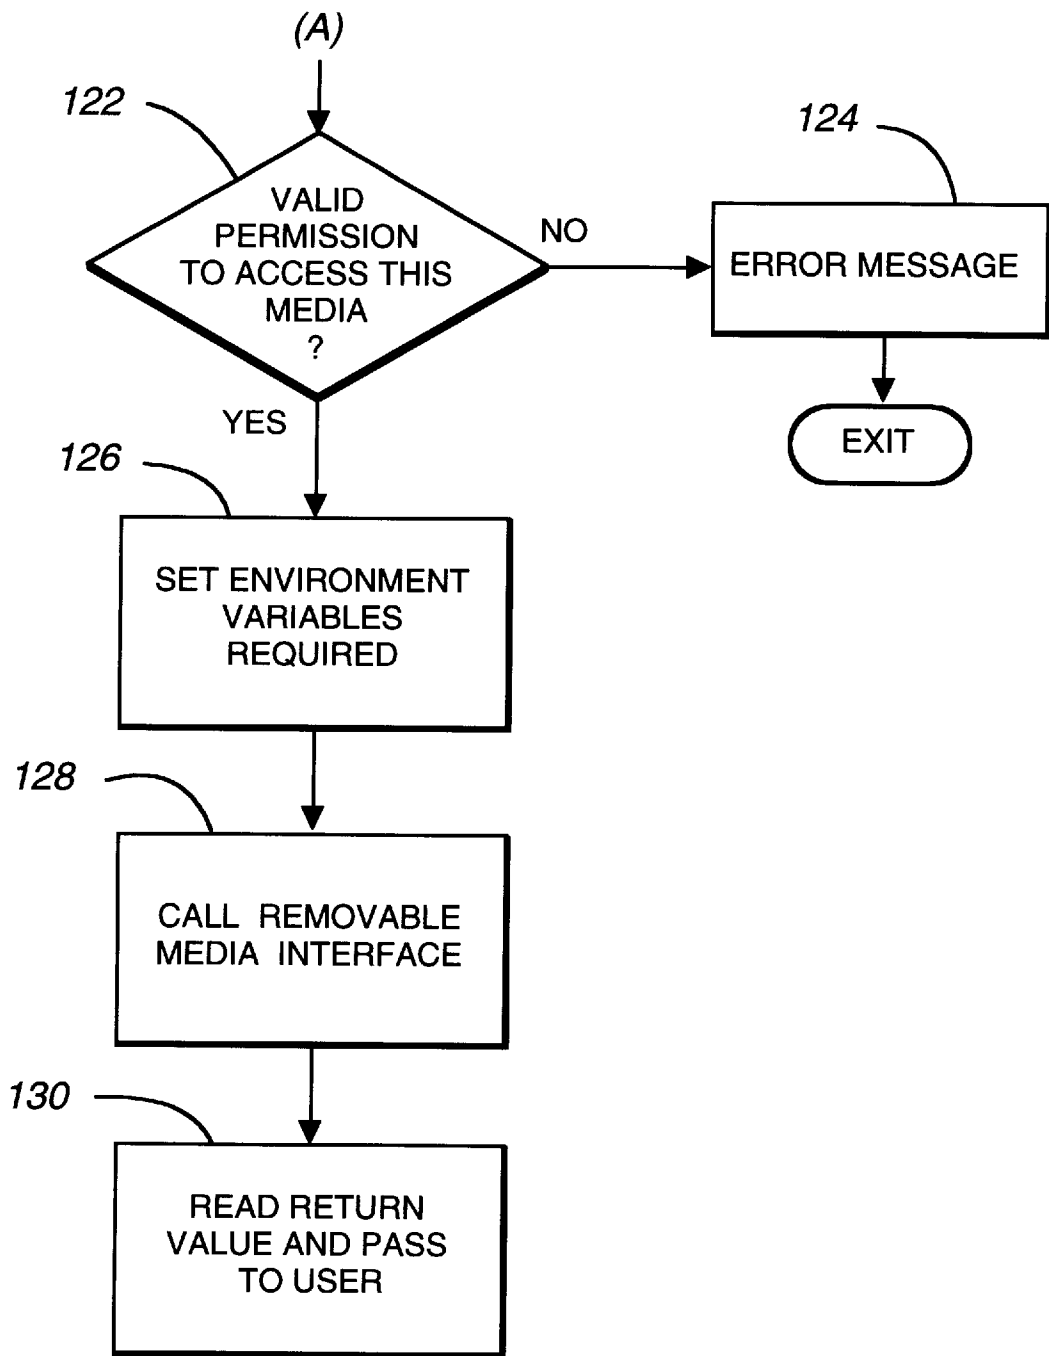 (A)
122
124
VALID
PERMISSION
TO ACCESS THIS
MEDIA
?
NO
ERROR MESSAGE
YES
EXIT
126
SET ENVIRONMENT
VARIABLES
REQUIRED
128
CALL REMOVABLE
MEDIA INTERFACE
130
READ RETURN
VALUE AND PASS
TO USER